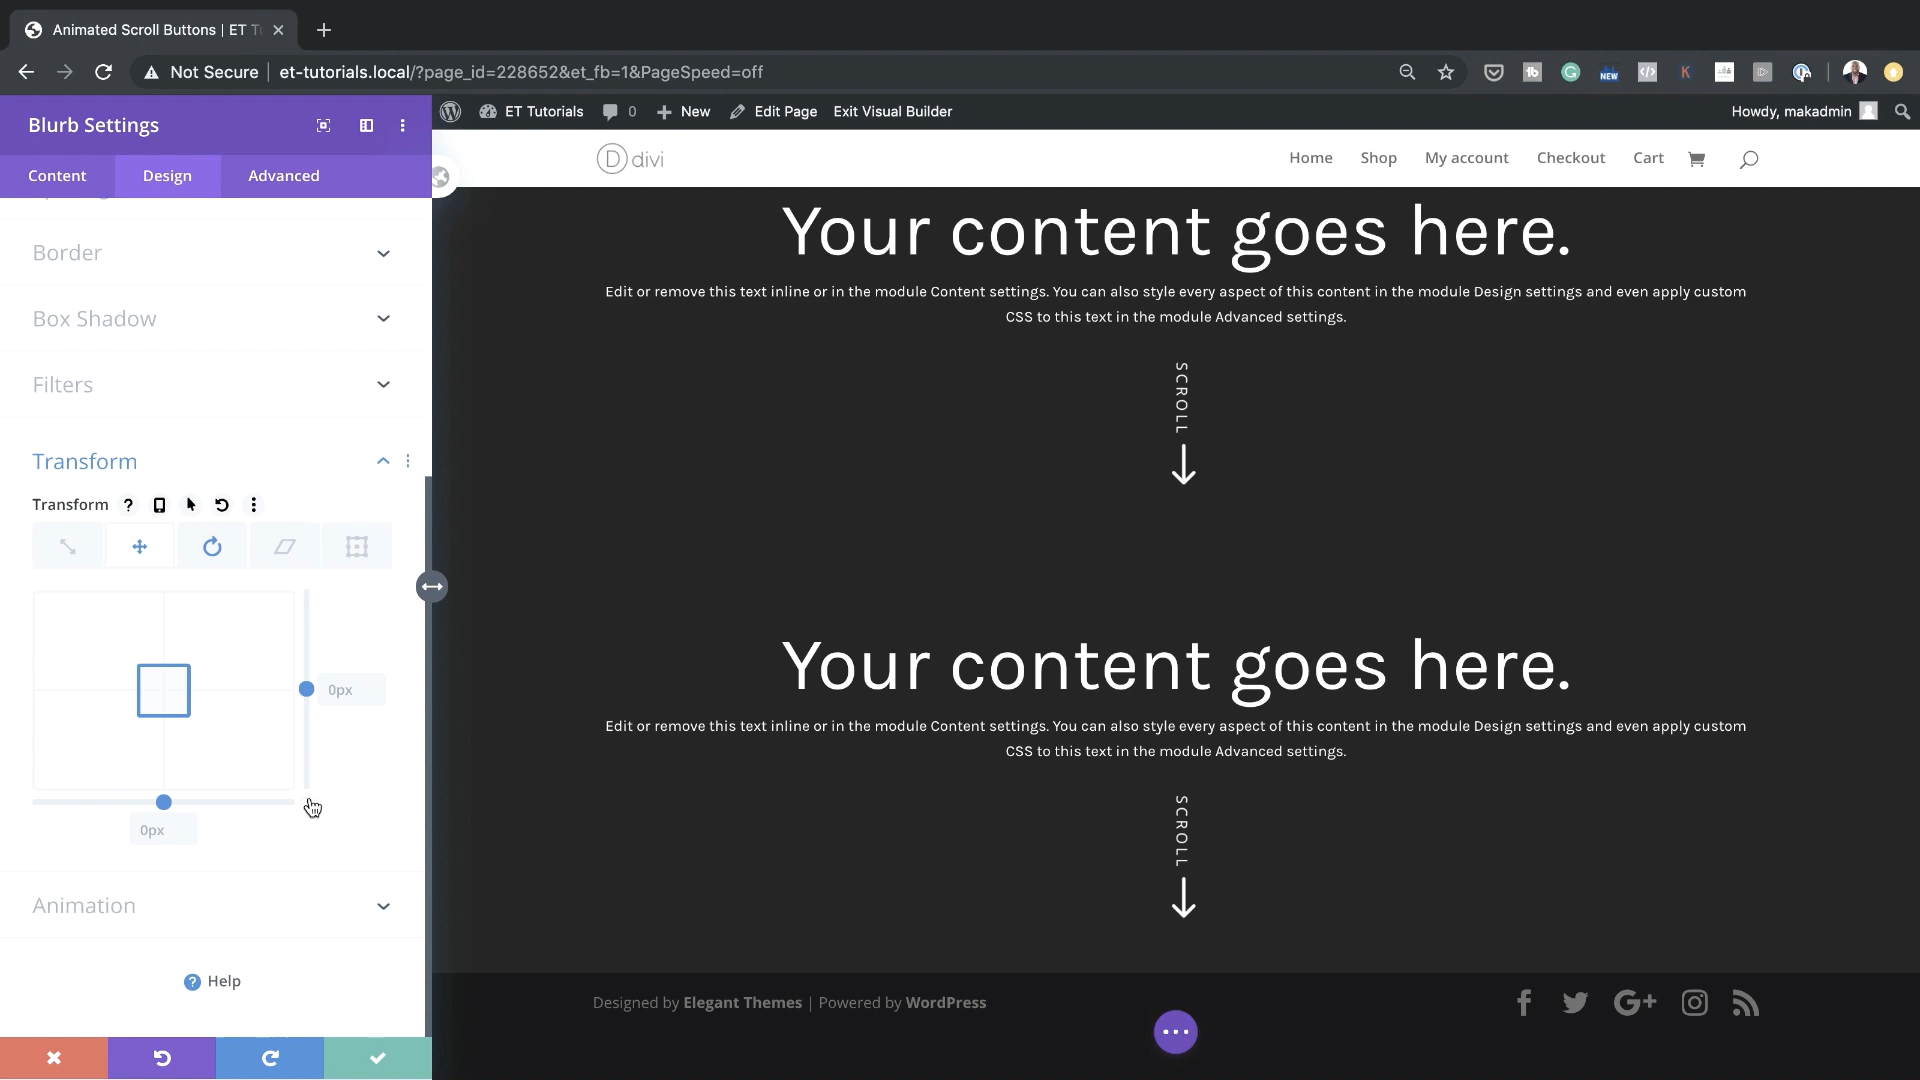 Animated Scroll Buttons | ET
Not Secure
et-tutorials.local/?page_id=228652&et_fb=1&PageSpeed=off
NEW
Blurb Settings
ET Tutorials
0
New
Edit Page
Exit Visual Builder
Howdy, makadmin
Content
Design
Advanced
D divi
Home
Shop
My account
Checkout
Cart
Border
Box Shadow
Filters
Transform
Transform
0px
0px
Animation
? Help
Your content goes here.
Edit or remove this text inline or in the module Content settings. You can also style every aspect of this content in the module Design settings and even apply custom
CSS to this text in the module Advanced settings.
SCROLL
Your content goes here.
Edit or remove this text inline or in the module Content settings. You can also style every aspect of this content in the module Design settings and even apply custom
CSS to this text in the module Advanced settings.
SCROLL
Designed by Elegant Themes | Powered by WordPress